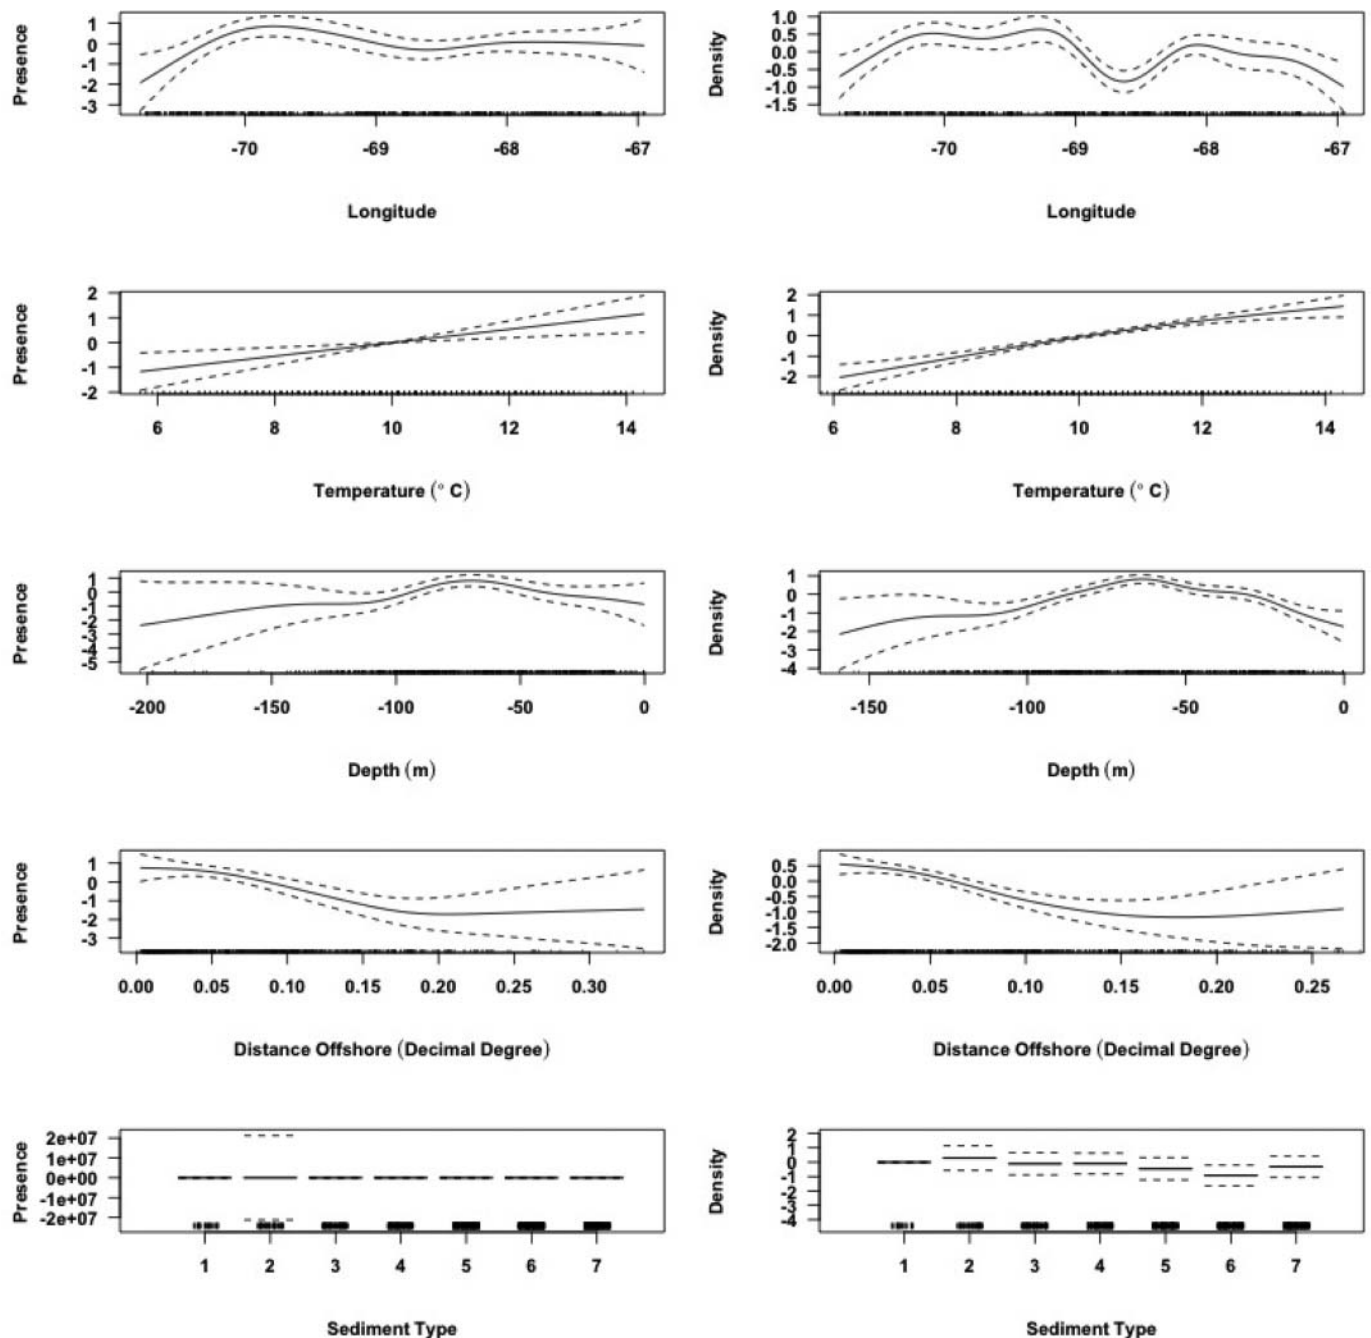 Presence
1
0
-1
-2
-3
-70 -69 -68 -67
Longitude
Density
1.0
0.5
0.0
-0.5
-1.0
-1.5
-70 -69 -68 -67
Longitude
Presence
2
1
0
-1
-2
6 8 10 12 14
Temperature (° C)
Density
2
1
0
-1
-2
6 8 10 12 14
Temperature (° C)
Presence
1
0
-1
-2
-3
-4
-5
-200 -150 -100 -50 0
Depth (m)
Density
1
0
-1
-2
-3
-4
-150 -100 -50 0
Depth (m)
Presence
1
0
-1
-2
-3
0.00 0.05 0.10 0.15 0.20 0.25 0.30
Distance Offshore (Decimal Degree)
Density
0.5
0.0
-0.5
-1.0
-1.5
-2.0
0.00 0.05 0.10 0.15 0.20 0.25
Distance Offshore (Decimal Degree)
Presence
2e+07
1e+07
0e+00
-1e+07
-2e+07
1 2 3 4 5 6 7
Sediment Type
Density
2
1
0
-1
-2
-3
-4
1 2 3 4 5 6 7
Sediment Type